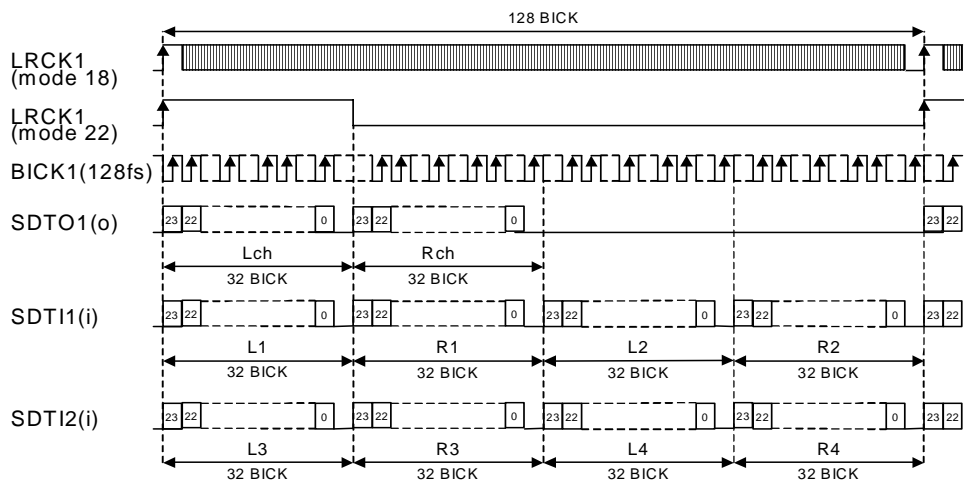 128 BICK
LRCK1
(mode 18)
LRCK1
(mode 22)
BICK1(128fs)
SDTO1(o)
23 22 0 23 22 0 23 22
Lch Rch
32 BICK 32 BICK
SDTI1(i)
23 22 0 23 22 0 23 22 0 23 22 0 23 22
L1 R1 L2 R2
32 BICK 32 BICK 32 BICK 32 BICK
SDTI2(i)
23 22 0 23 22 0 23 22 0 23 22 0 23 22
L3 R3 L4 R4
32 BICK 32 BICK 32 BICK 32 BICK